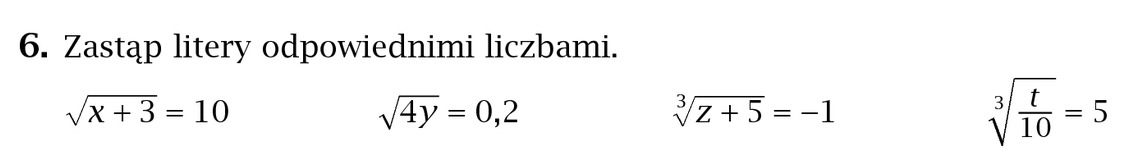 6. Zastąp litery odpowiednimi liczbami.
√(x + 3) = 10    √(4y) = 0,2    ∛(z + 5) = –1    ∛(t/10) = 5